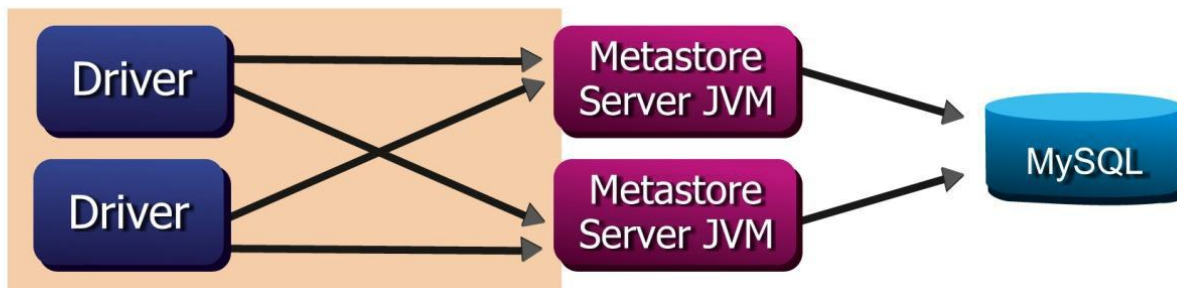 Driver
Metastore
Server JVM
MySQL
Driver
Metastore
Server JVM